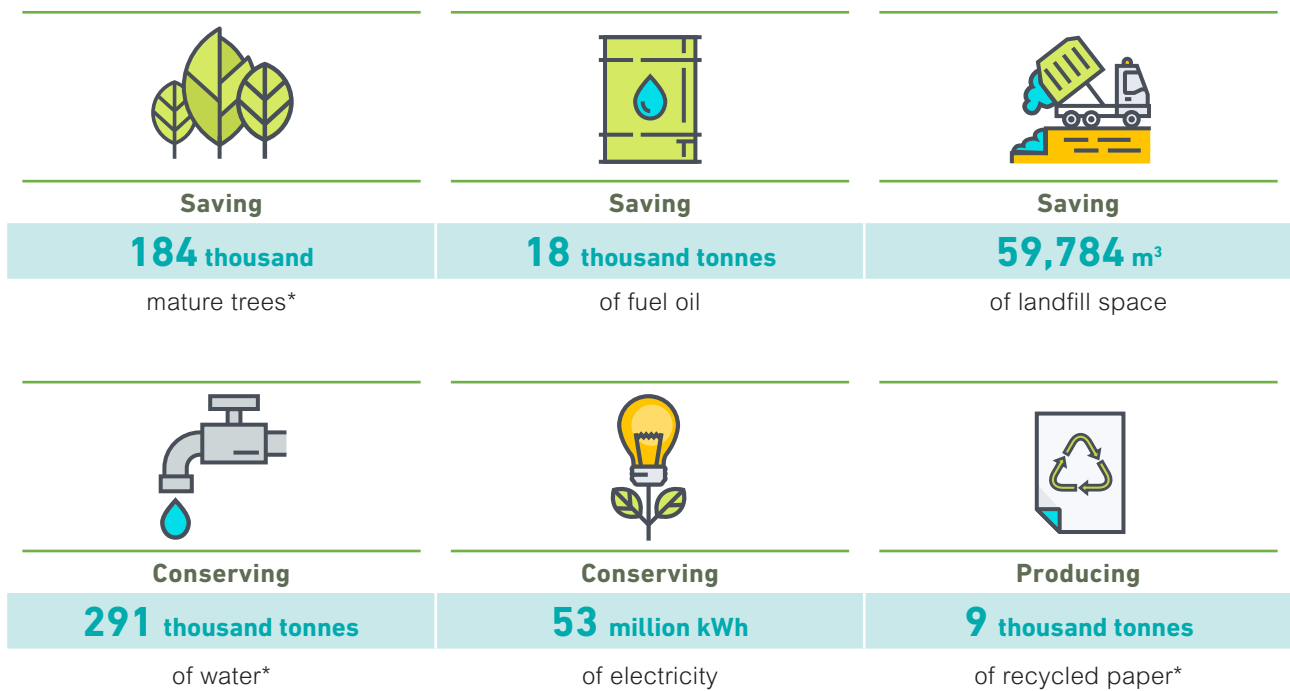 Saving
184 thousand
mature trees*
Saving
18 thousand tonnes
of fuel oil
Saving
59,784 m³
of landfill space
Conserving
291 thousand tonnes
of water*
Conserving
53 million kWh
of electricity
Producing
9 thousand tonnes
of recycled paper*